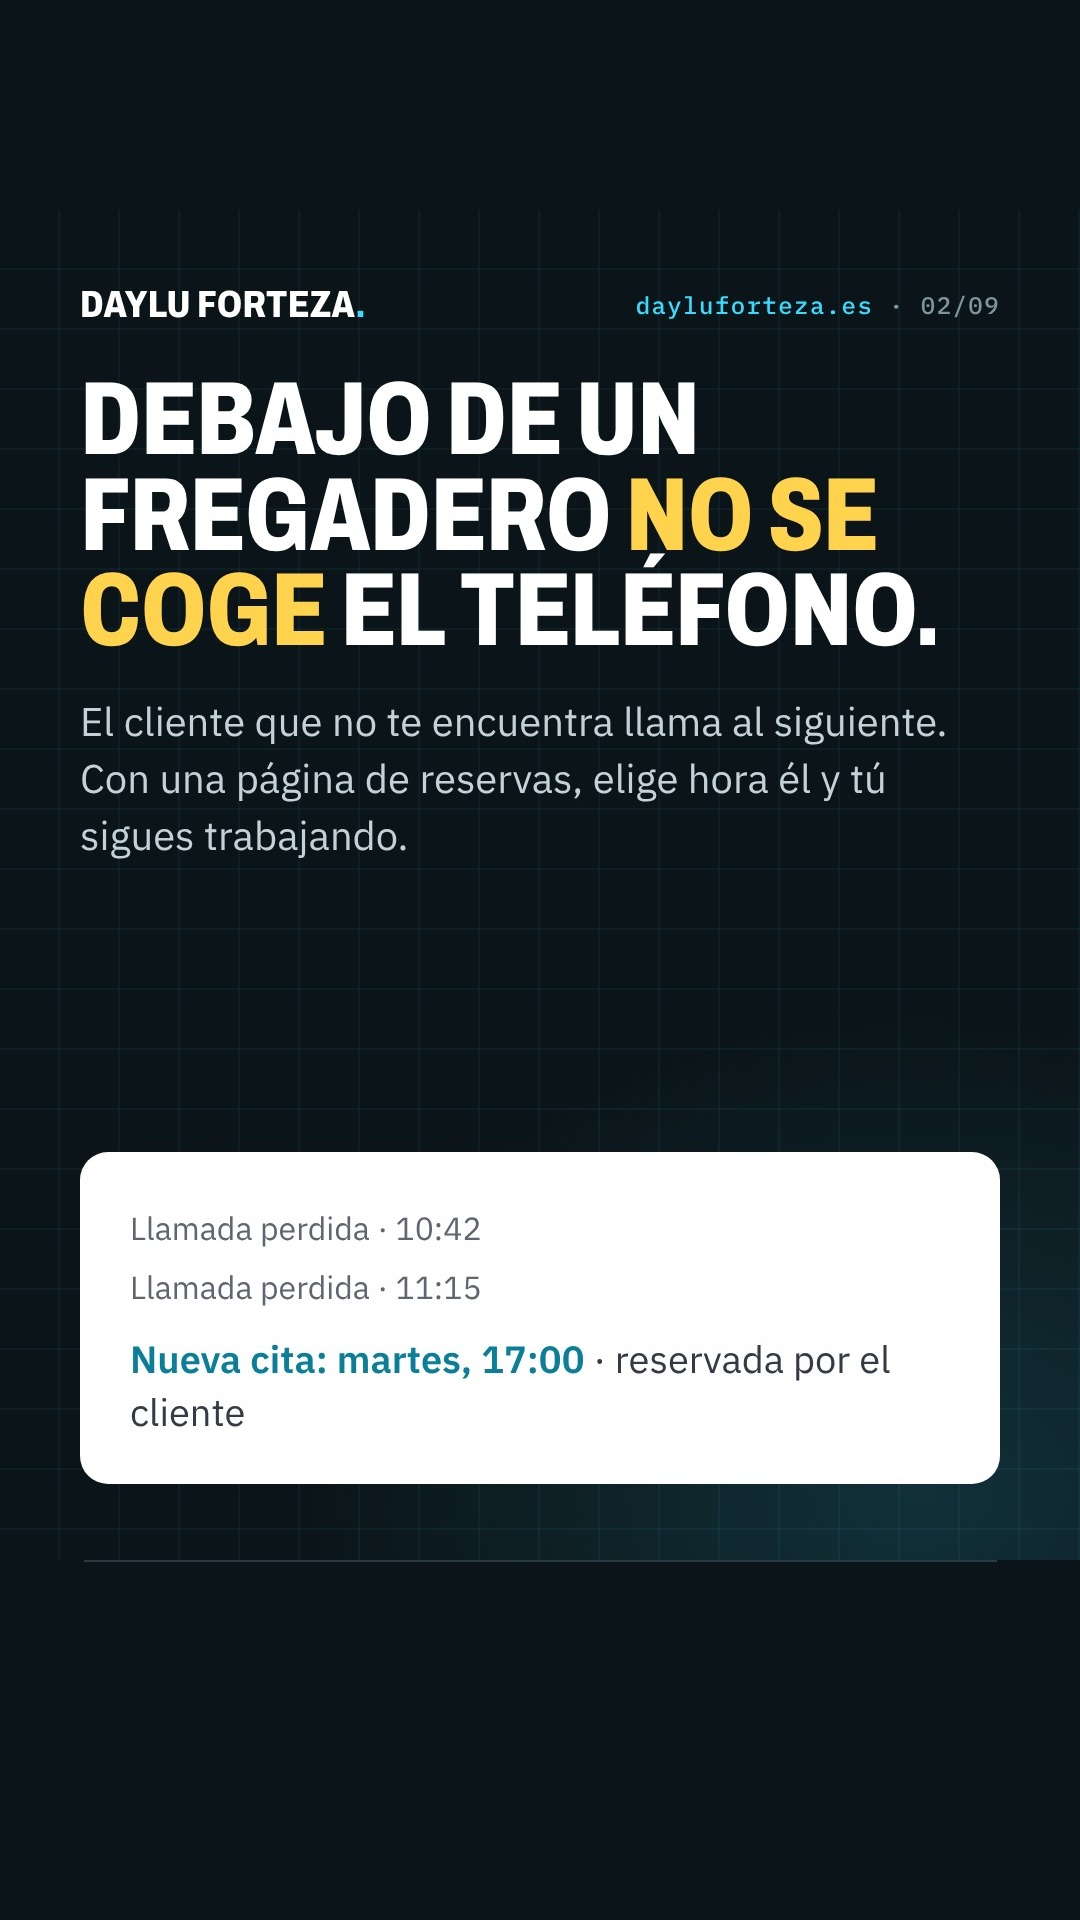 DAYLU FORTEZA.
dayluforteza.es · 02/09
DEBAJO DE UN
FREGADERO NO SE
COGE EL TELÉFONO.
El cliente que no te encuentra llama al siguiente.
Con una página de reservas, elige hora él y tú
sigues trabajando.
Llamada perdida · 10:42
Llamada perdida · 11:15
Nueva cita: martes, 17:00 · reservada por el
cliente